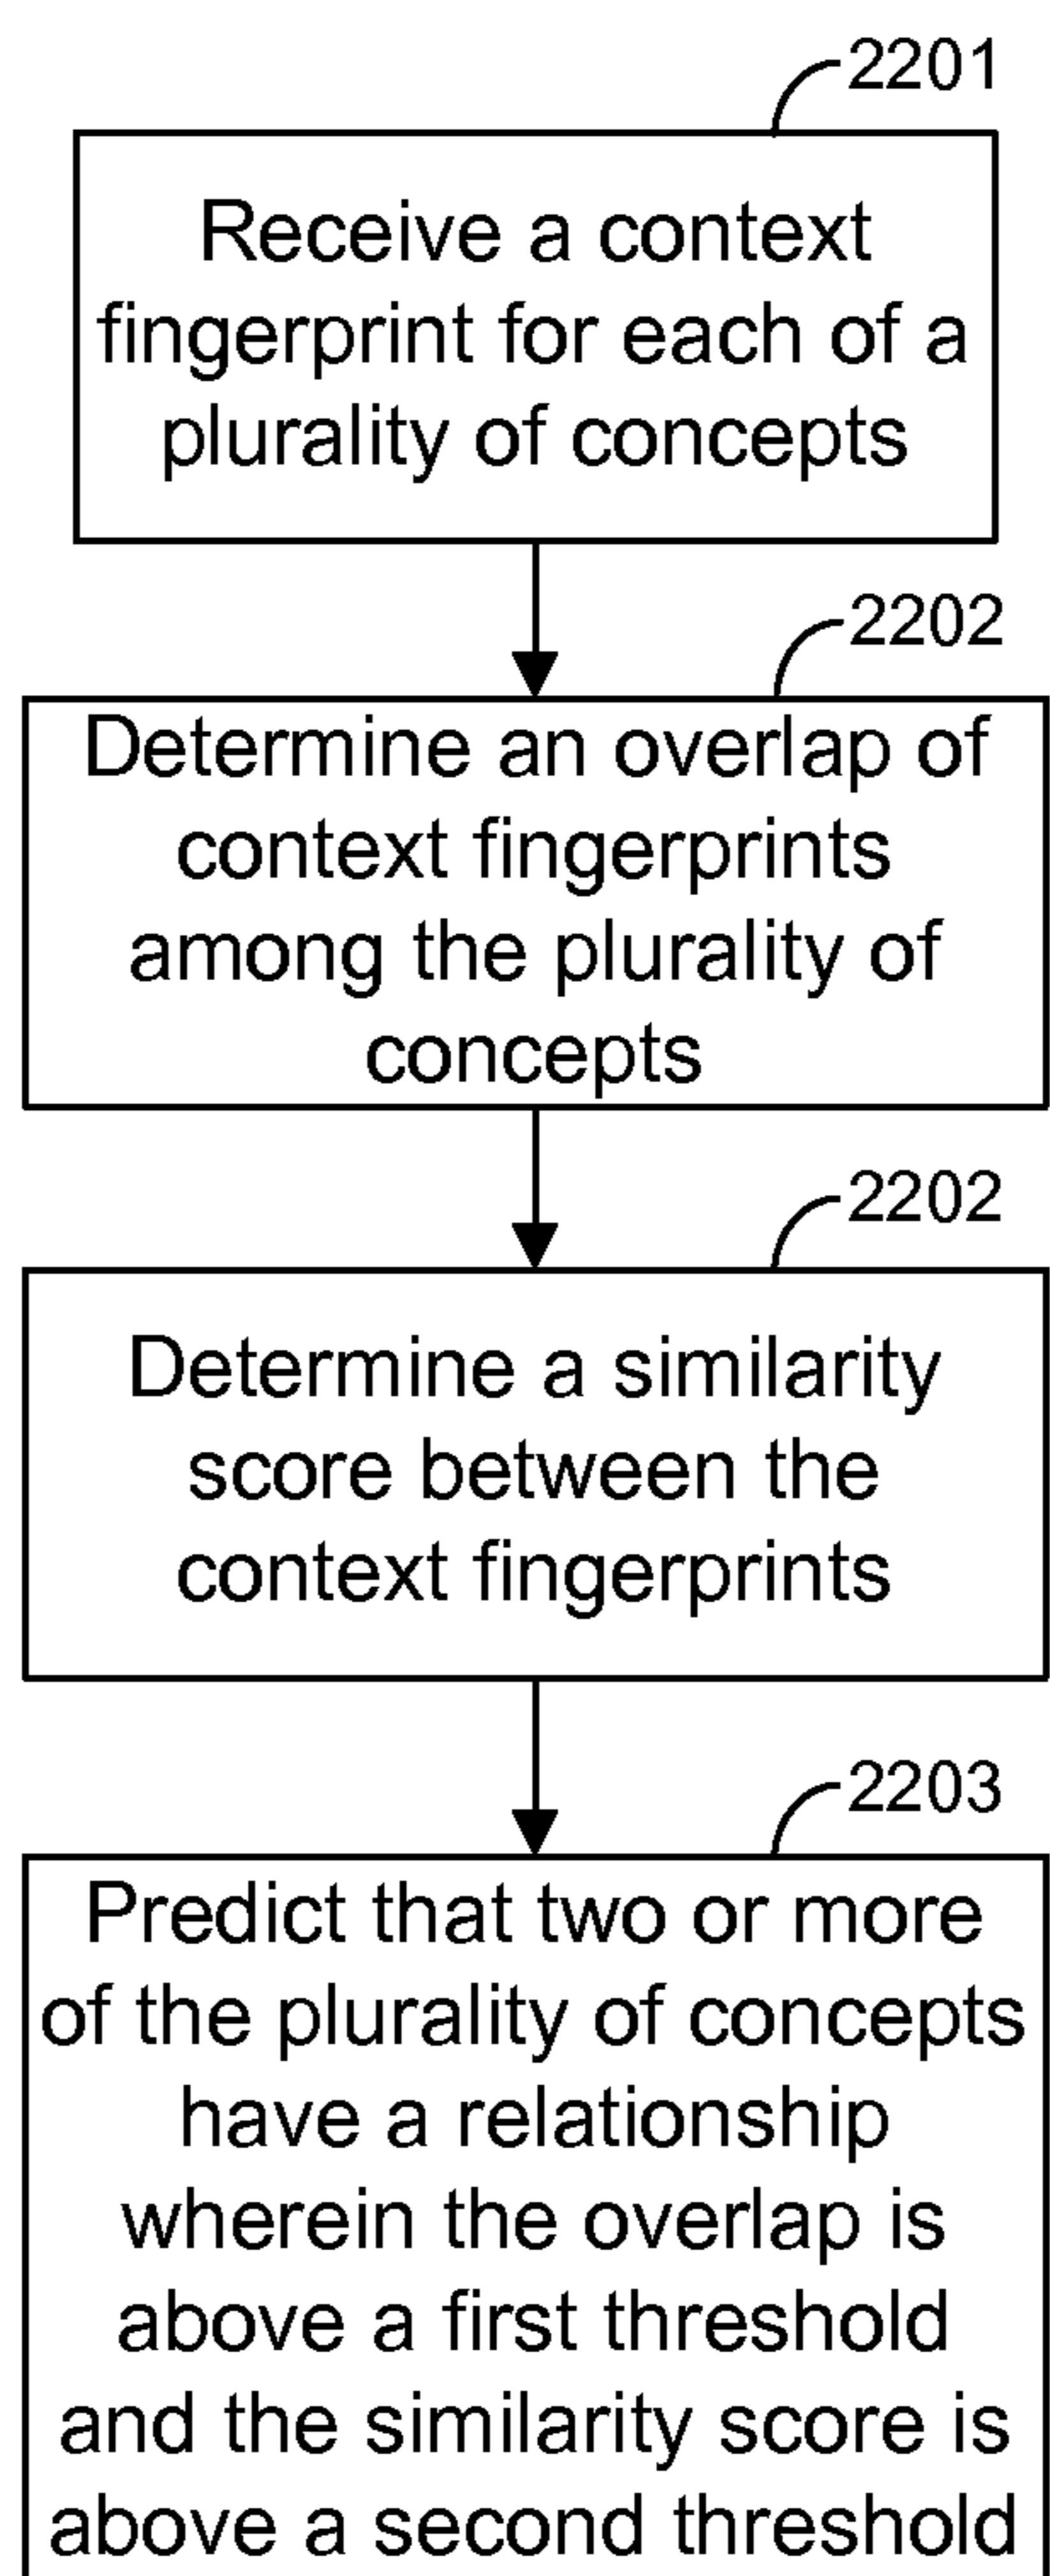 2201
Receive a context
fingerprint for each of a
plurality of concepts
2202
Determine an overlap of
context fingerprints
among the plurality of
concepts
2202
Determine a similarity
score between the
context fingerprints
2203
Predict that two or more
of the plurality of concepts
have a relationship
wherein the overlap is
above a first threshold
and the similarity score is
above a second threshold